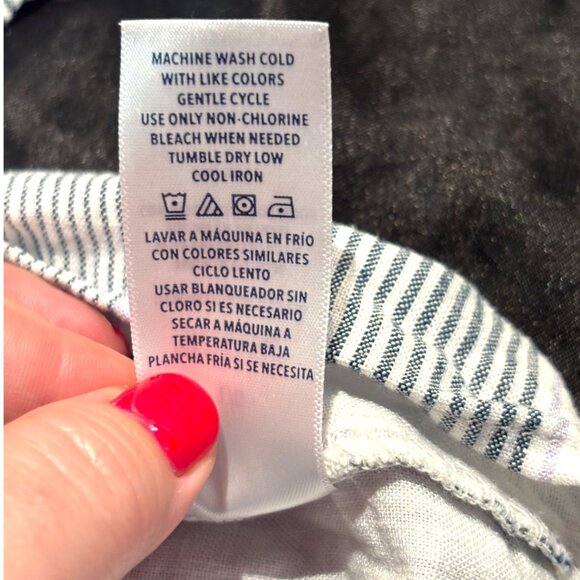 MACHINE WASH COLD
WITH LIKE COLORS
GENTLE CYCLE
USE ONLY NON-CHLORINE
BLEACH WHEN NEEDED
TUMBLE DRY LOW
COOL IRON
LAVAR A MÁQUINA EN FRÍO
CON COLORES SIMILARES
CICLO LENTO
USAR BLANQUEADOR SIN
CLORO SI ES NECESARIO
SECAR A MÁQUINA A
TEMPERATURA BAJA
PLANCHA FRÍA SI SE NECESITA